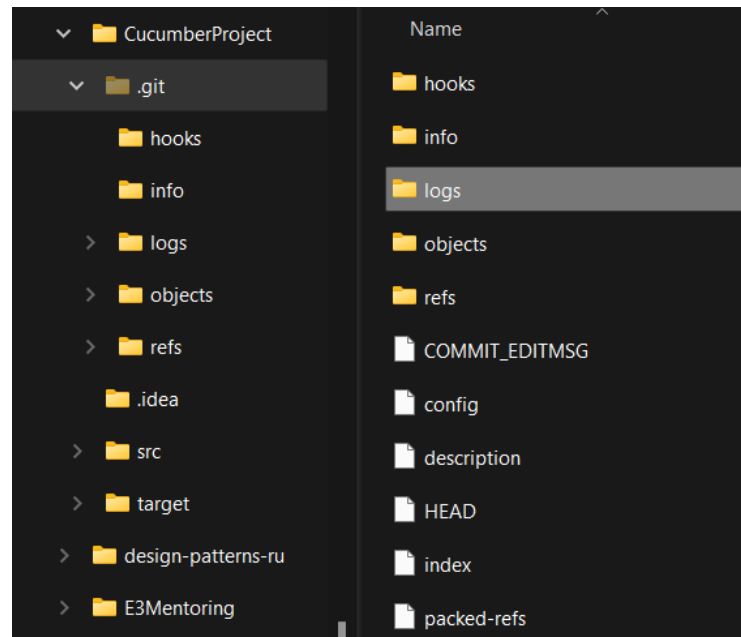 CucumberProject
.git
hooks
info
logs
objects
refs
.idea
src
target
design-patterns-ru
E3Mentoring
Name
hooks
info
logs
objects
refs
COMMIT_EDITMSG
config
description
HEAD
index
packed-refs